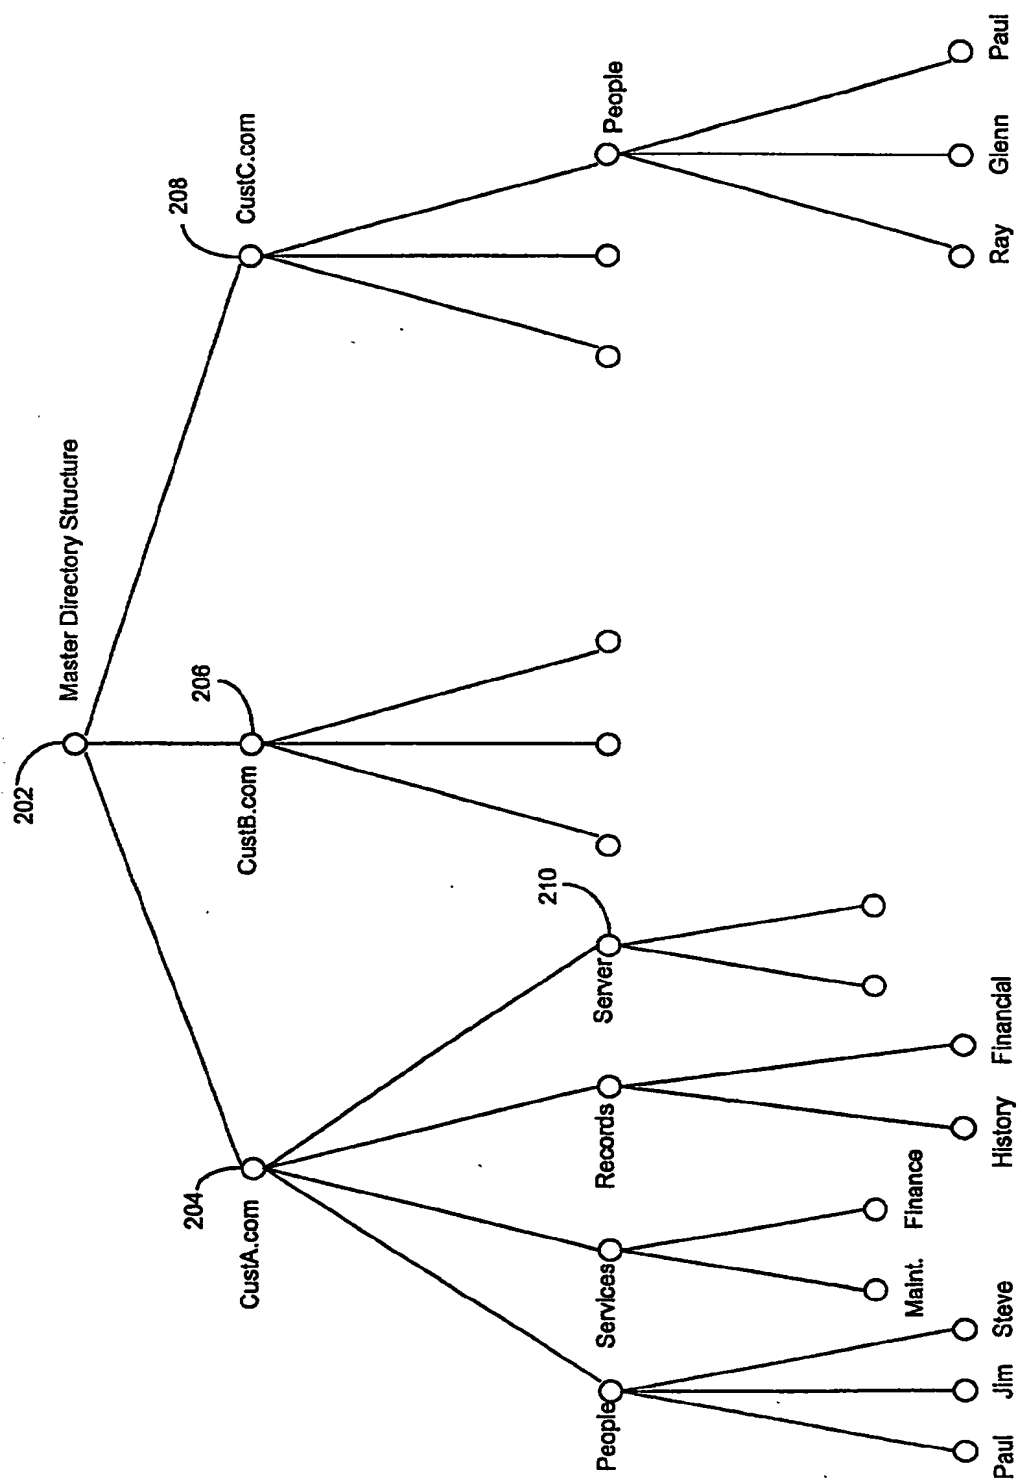 202
Master Directory Structure
204
CustA.com
206
CustB.com
208
CustC.com
People
Services
Records
Server
210
People
Paul
Jim
Steve
Maint.
Finance
History
Financial
Ray
Glenn
Paul